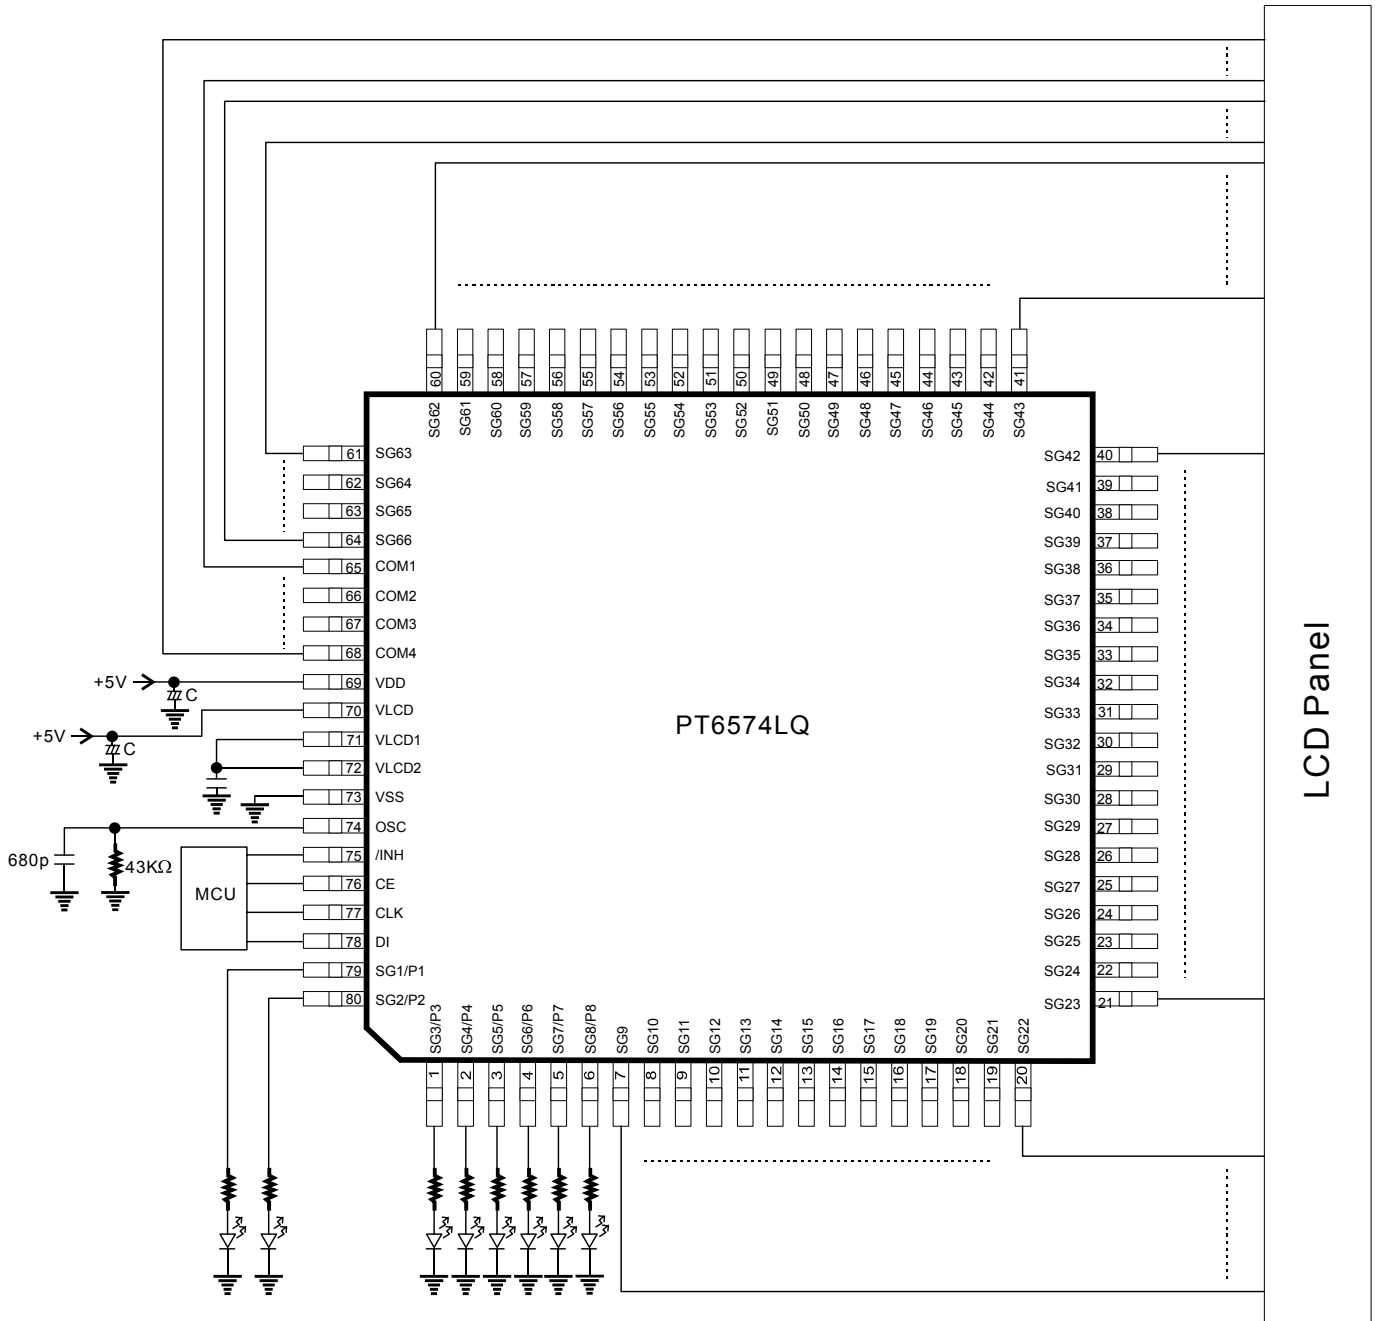 60 59 58 57 56 55 54 53 52 51 50 49 48 47 46 45 44 43 42 41
SG62 SG61 SG60 SG59 SG58 SG57 SG56 SG55 SG54 SG53 SG52 SG51 SG50 SG49 SG48 SG47 SG46 SG45 SG44 SG43
61 SG63
62 SG64
63 SG65
64 SG66
65 COM1
66 COM2
67 COM3
68 COM4
+5V C 69 VDD
70 VLCD
+5V C
71 VLCD1
72 VLCD2
73 VSS
74 OSC
680p 43KΩ
MCU
75 /INH
76 CE
77 CLK
78 DI
79 SG1/P1
80 SG2/P2
PT6574LQ
SG42 40
SG41 39
SG40 38
SG39 37
SG38 36
SG37 35
SG36 34
SG35 33
SG34 32
SG33 31
SG32 30
SG31 29
SG30 28
SG29 27
SG28 26
SG27 25
SG26 24
SG25 23
SG24 22
SG23 21
LCD Panel
SG3/P3 SG4/P4 SG5/P5 SG6/P6 SG7/P7 SG8/P8 SG9 SG10 SG11 SG12 SG13 SG14 SG15 SG16 SG17 SG18 SG19 SG20 SG21 SG22
1 2 3 4 5 6 7 8 9 10 11 12 13 14 15 16 17 18 19 20